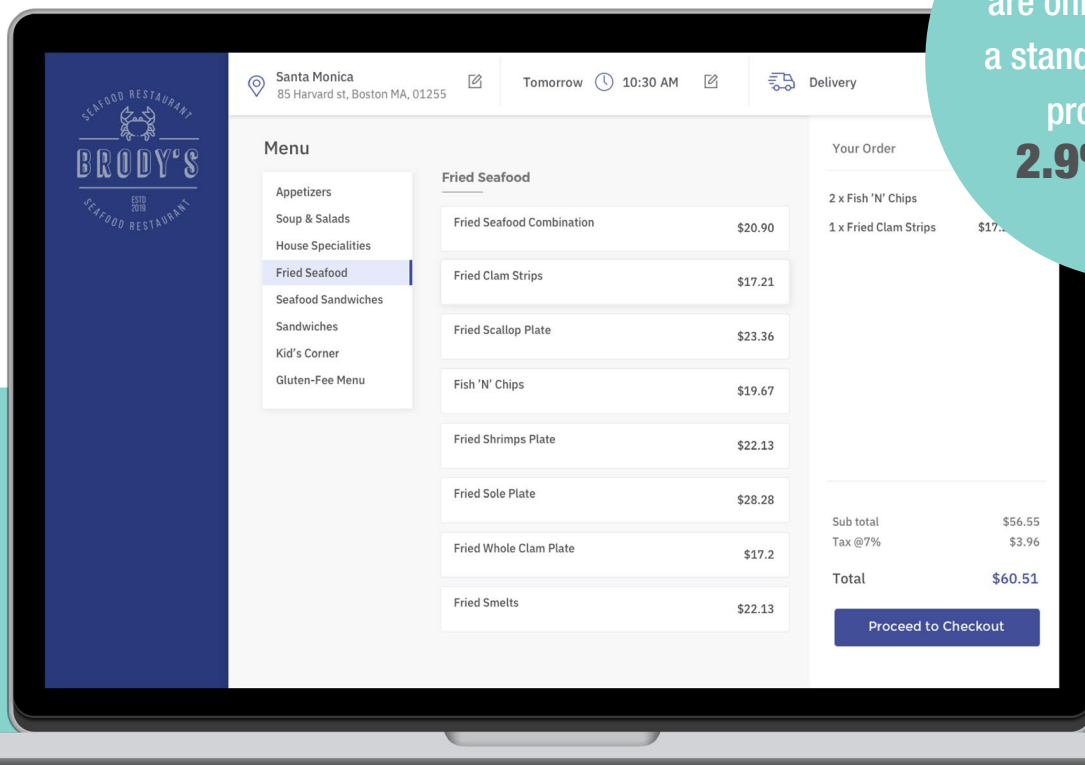 SEAFOOD RESTAURANT
BRODY'S
ESTD
2019
SEAFOOD RESTAURANT
Santa Monica
85 Harvard st, Boston MA, 01255
Tomorrow 10:30 AM
Delivery
a stand
2.9
Menu
Appetizers
Soup & Salads
House Specialities
Fried Seafood
Seafood Sandwiches
Sandwiches
Kid's Corner
Gluten-Fee Menu
Fried Seafood
Fried Seafood Combination $20.90
Fried Clam Strips $17.21
Fried Scallop Plate $23.36
Fish 'N' Chips $19.67
Fried Shrimps Plate $22.13
Fried Sole Plate $28.28
Fried Whole Clam Plate $17.2
Fried Smelts $22.13
Your Order
2 x Fish 'N' Chips
1 x Fried Clam Strips $17.
Sub total $56.55
Tax @7% $3.96
Total $60.51
Proceed to Checkout